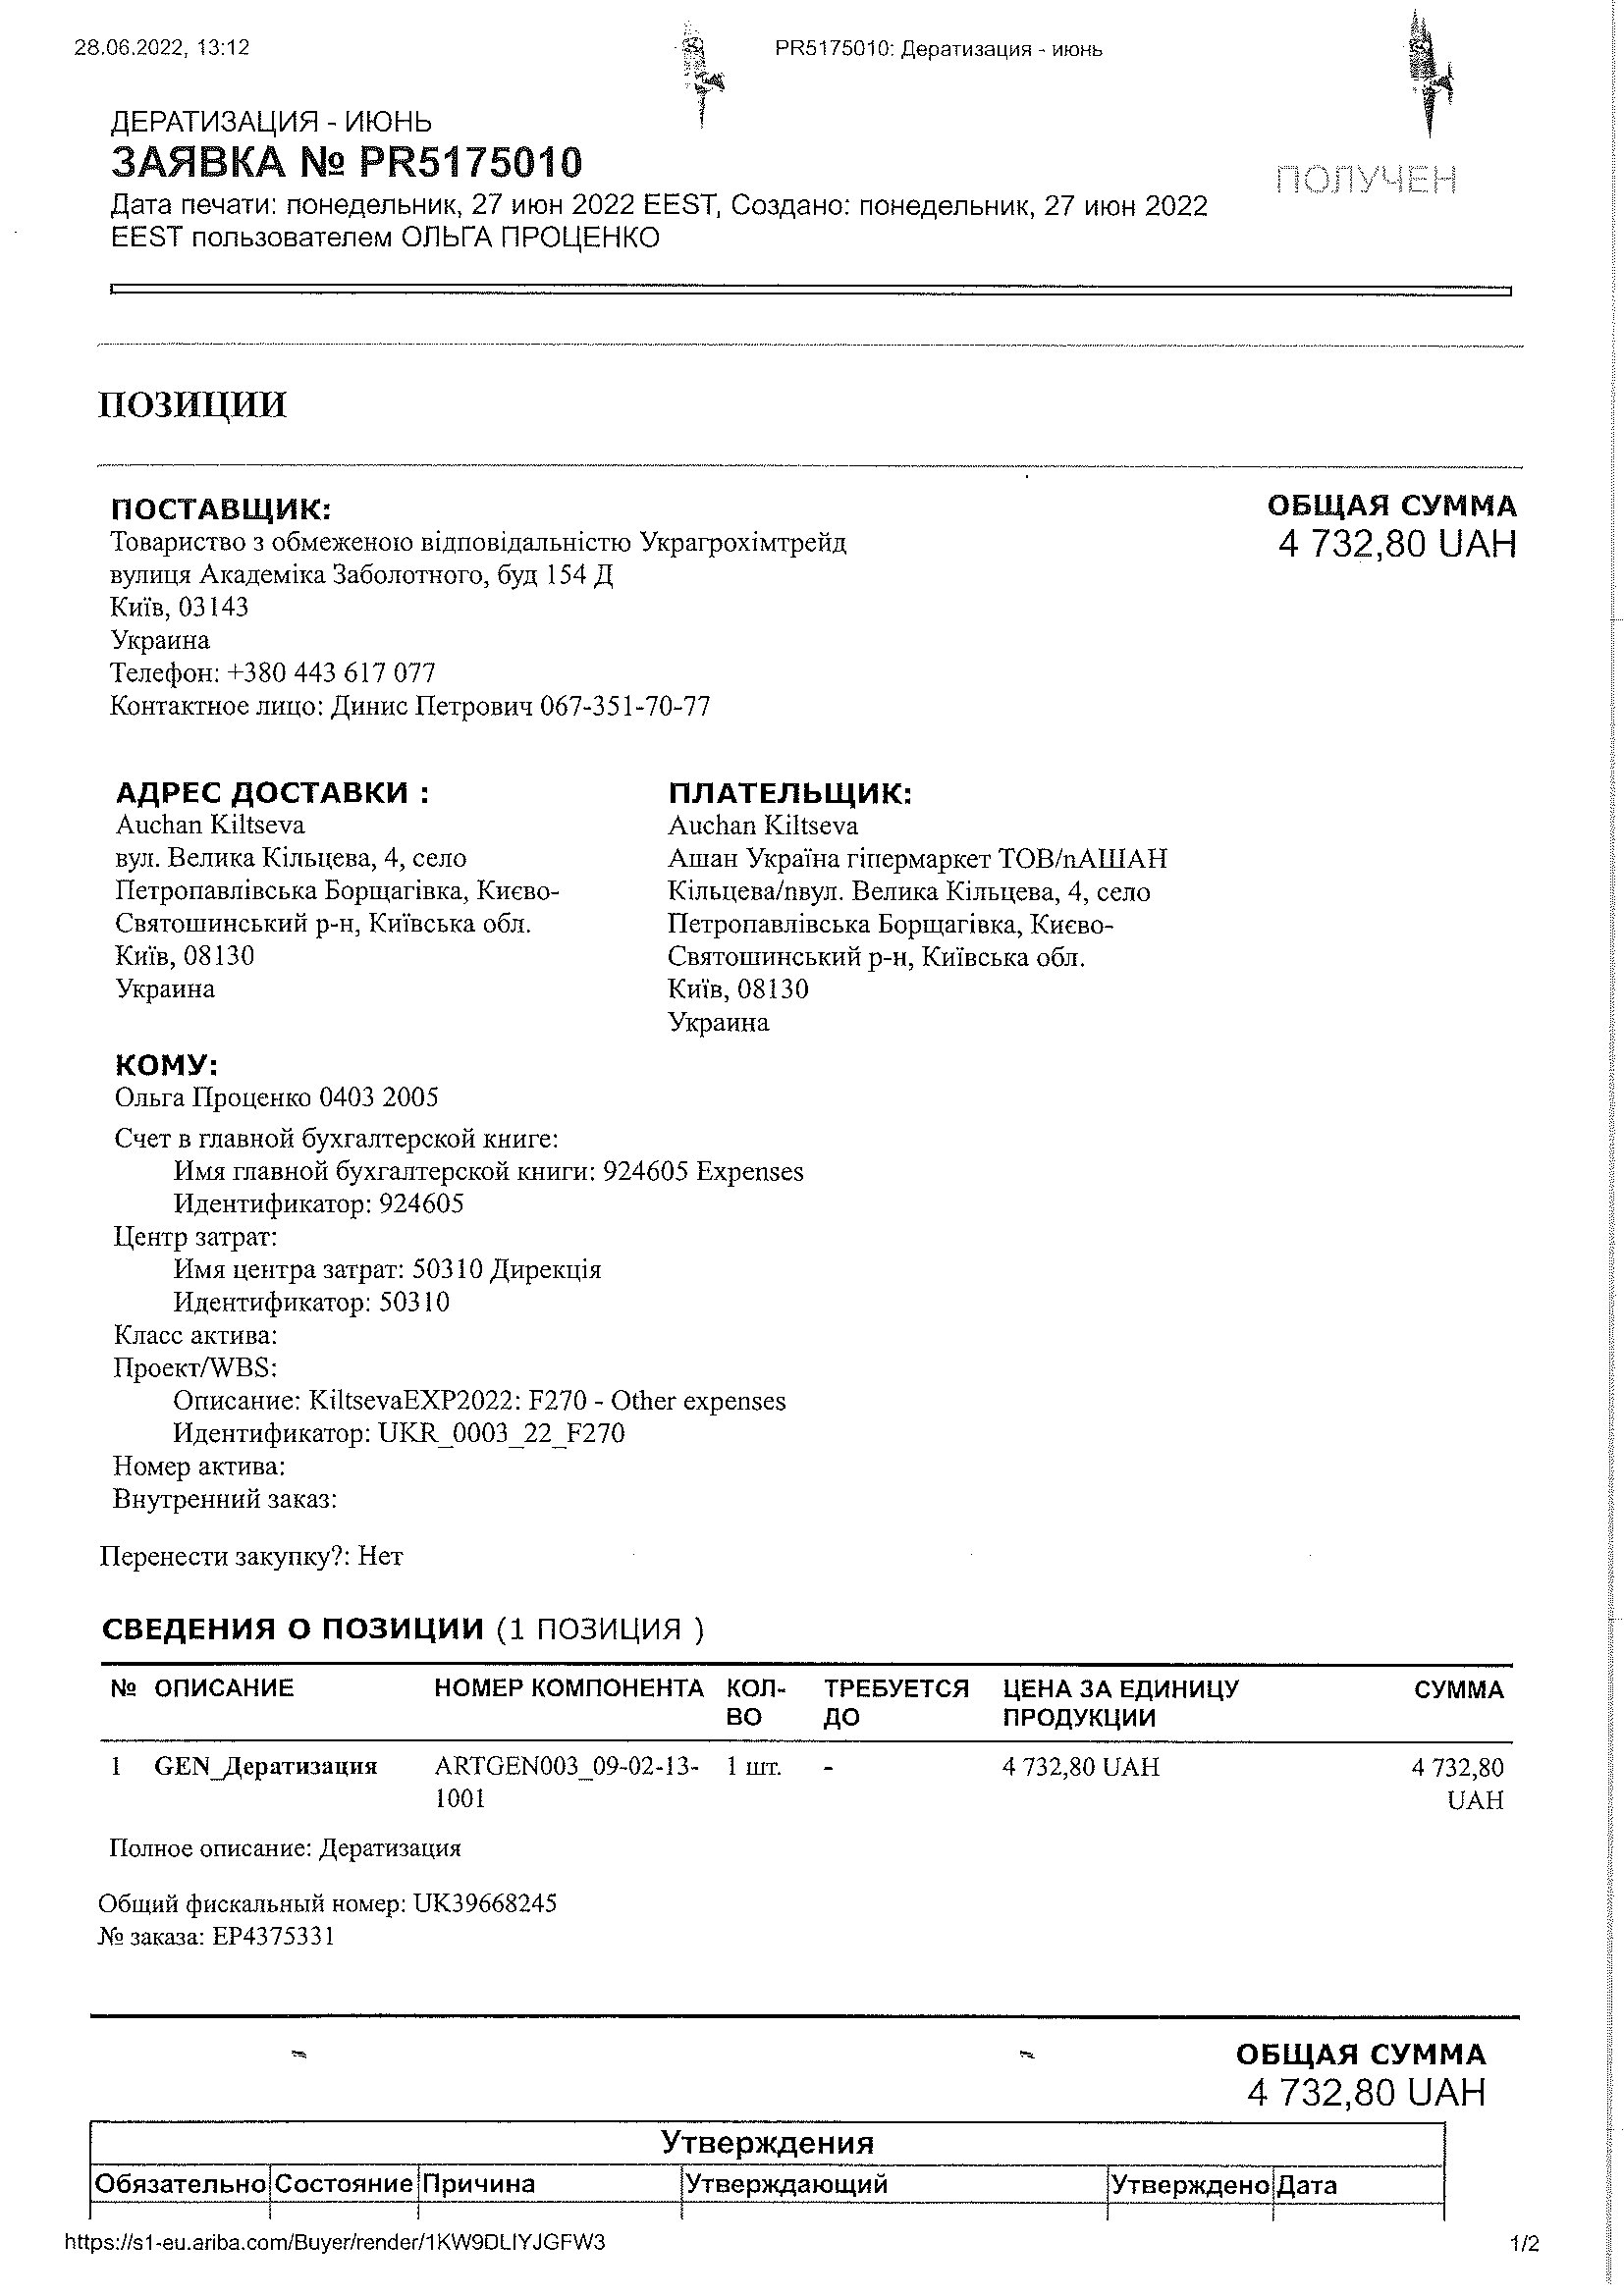 28.06.2022, 13:12
PR5175010: Дератизация - июнь
ДЕРАТИЗАЦИЯ - ИЮНЬ
ЗАЯВКА № PR5175010
ПОЛУЧЕН
Дата печати: понедельник, 27 июн 2022 EEST, Создано: понедельник, 27 июн 2022
EEST пользователем ОЛЬГА ПРОЦЕНКО
ПОЗИЦИИ
ПОСТАВЩИК:
Товариство з обмеженою відповідальністю Украгрохімтрейд
вулиця Академіка Заболотного, буд 154 Д
Київ, 03143
Украина
Телефон: +380 443 617 077
Контактное лицо: Динис Петрович 067-351-70-77
ОБЩАЯ СУММА
4 732,80 UAH
АДРЕС ДОСТАВКИ :
Auchan Kiltseva
вул. Велика Кільцева, 4, село
Петропавлівська Борщагівка, Києво-
Святошинський р-н, Київська обл.
Київ, 08130
Украина
ПЛАТЕЛЬЩИК:
Auchan Kiltseva
Ашан Україна гіпермаркет ТОВ/nАШАН
Кільцева/nвул. Велика Кільцева, 4, село
Петропавлівська Борщагівка, Києво-
Святошинський р-н, Київська обл.
Київ, 08130
Украина
КОМУ:
Ольга Проценко 0403 2005
Счет в главной бухгалтерской книге:
Имя главной бухгалтерской книги: 924605 Expenses
Идентификатор: 924605
Центр затрат:
Имя центра затрат: 50310 Дирекція
Идентификатор: 50310
Класс актива:
Проект/WBS:
Описание: KiltsevaEXP2022: F270 - Other expenses
Идентификатор: UKR_0003_22_F270
Номер актива:
Внутренний заказ:
Перенести закупку?: Нет
СВЕДЕНИЯ О ПОЗИЦИИ (1 ПОЗИЦИЯ )
№ ОПИСАНИЕ НОМЕР КОМПОНЕНТА КОЛ- ТРЕБУЕТСЯ ЦЕНА ЗА ЕДИНИЦУ СУММА
ВО ДО ПРОДУКЦИИ
1 GEN_Дератизация ARTGEN003_09-02-13- 1 шт. - 4 732,80 UAH 4 732,80
1001 UAH
Полное описание: Дератизация
Общий фискальный номер: UK39668245
№ заказа: EP4375331
ОБЩАЯ СУММА
4 732,80 UAH
Утверждения
Обязательно Состояние Причина Утверждающий Утверждено Дата
https://s1-eu.ariba.com/Buyer/render/1KW9DLIYJGFW3
1/2